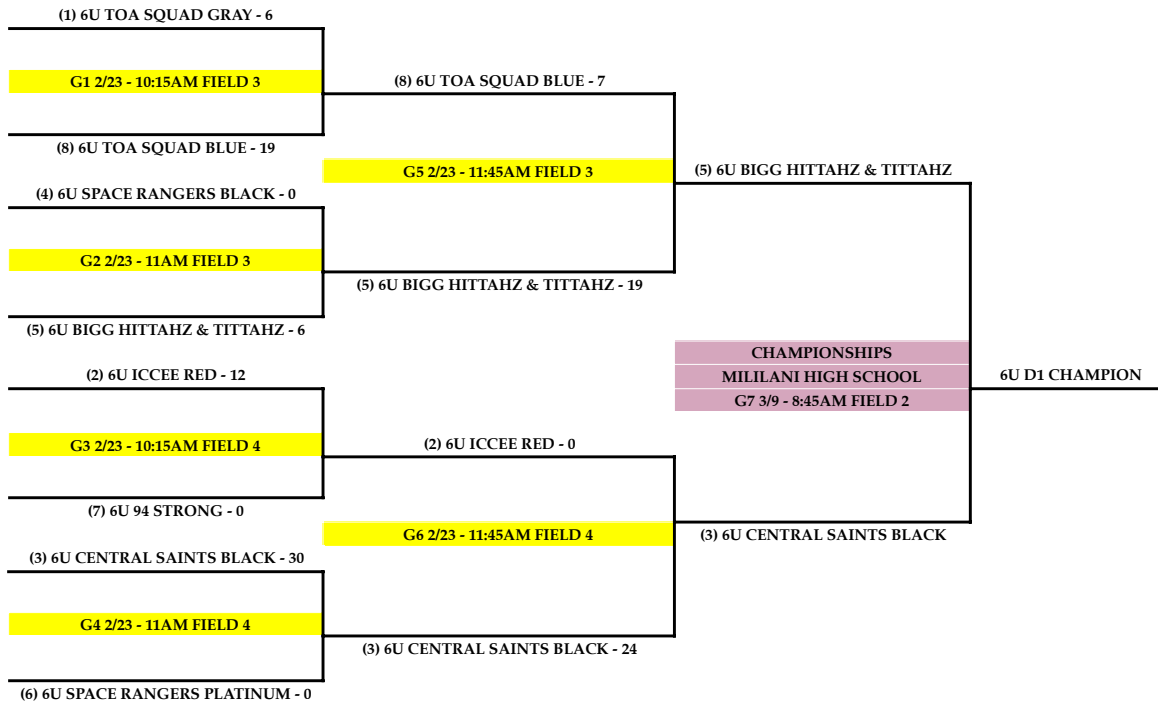 (1) 6U TOA SQUAD GRAY - 6
G1 2/23 - 10:15AM FIELD 3
(8) 6U TOA SQUAD BLUE - 7
(8) 6U TOA SQUAD BLUE - 19
G5 2/23 - 11:45AM FIELD 3
(5) 6U BIGG HITTAHZ & TITTAHZ
(4) 6U SPACE RANGERS BLACK - 0
G2 2/23 - 11AM FIELD 3
(5) 6U BIGG HITTAHZ & TITTAHZ - 19
(5) 6U BIGG HITTAHZ & TITTAHZ - 6
CHAMPIONSHIPS
MILILANI HIGH SCHOOL
G7 3/9 - 8:45AM FIELD 2
6U D1 CHAMPION
(2) 6U ICCEE RED - 12
G3 2/23 - 10:15AM FIELD 4
(2) 6U ICCEE RED - 0
(7) 6U 94 STRONG - 0
G6 2/23 - 11:45AM FIELD 4
(3) 6U CENTRAL SAINTS BLACK
(3) 6U CENTRAL SAINTS BLACK - 30
G4 2/23 - 11AM FIELD 4
(3) 6U CENTRAL SAINTS BLACK - 24
(6) 6U SPACE RANGERS PLATINUM - 0